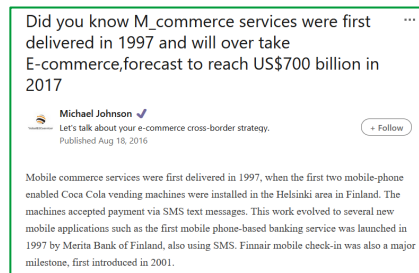 Did you know M_commerce services were first
delivered in 1997 and will over take
E-commerce,forecast to reach US$700 billion in
2017
Michael Johnson
Let's talk about your e-commerce cross-border strategy.
Published Aug 18, 2016
+ Follow
Mobile commerce services were first delivered in 1997, when the first two mobile-phone
enabled Coca Cola vending machines were installed in the Helsinki area in Finland. The
machines accepted payment via SMS text messages. This work evolved to several new
mobile applications such as the first mobile phone-based banking service was launched in
1997 by Merita Bank of Finland, also using SMS. Finnair mobile check-in was also a major
milestone, first introduced in 2001.